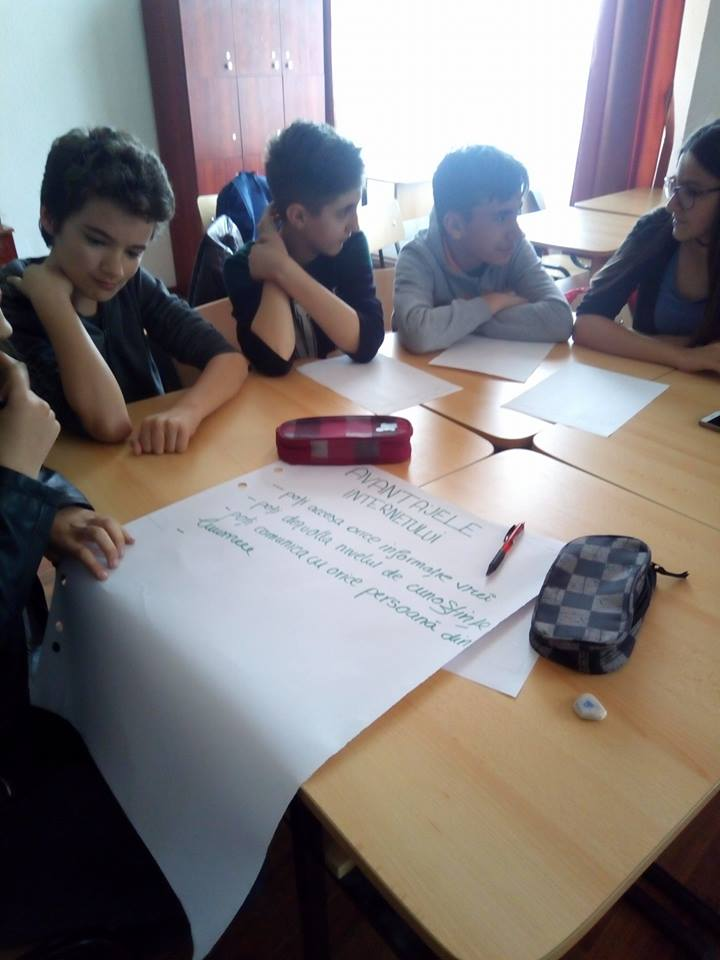 AVANTAJELE
INTERNETULUI
- poți accesa orice informație vrei
- poți dezvolta nivelul de cunoștințe
- poți comunica cu orice persoană din
lume
-